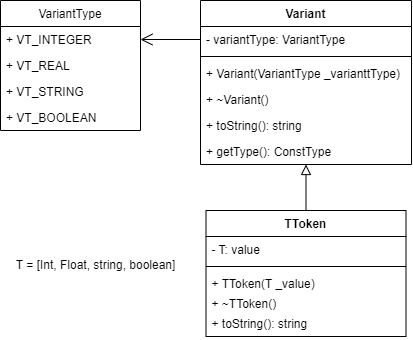 VariantType
+ VT_INTEGER
+ VT_REAL
+ VT_STRING
+ VT_BOOLEAN
Variant
- variantType: VariantType
+ Variant(VariantType _varianttType)
+ ~Variant()
+ toString(): string
+ getType(): ConstType
TToken
- T: value
+ TToken(T _value)
+ ~TToken()
+ toString(): string
T = [Int, Float, string, boolean]